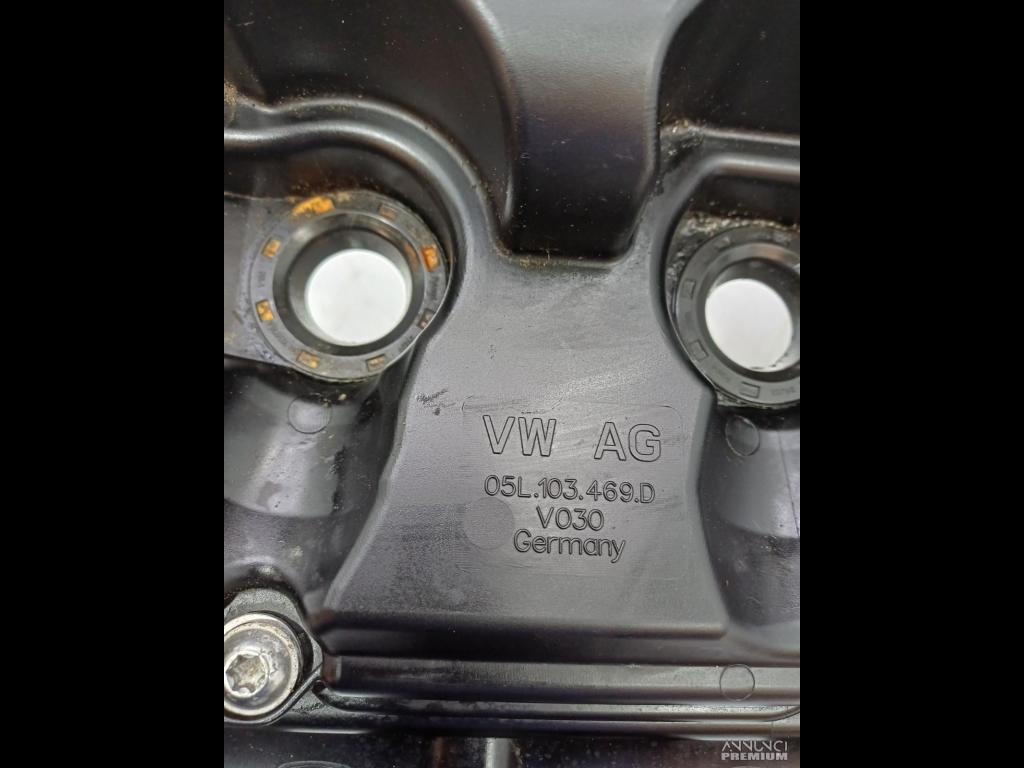 VW AG
05L.103.469.D
V030
Germany
ANNUNCI
PREMIUM